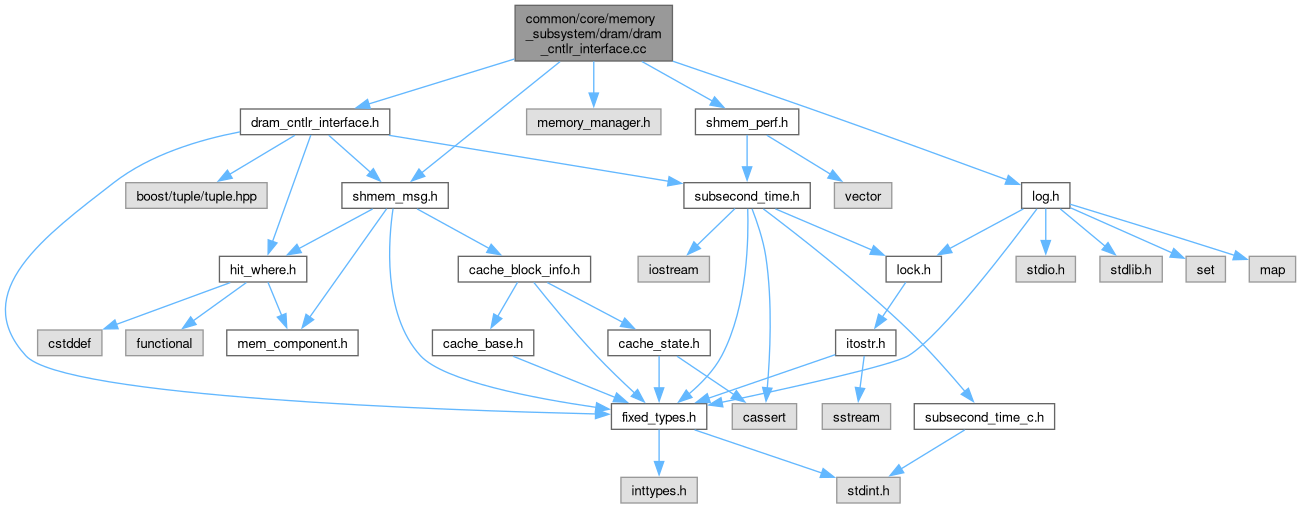 common/core/memory
_subsystem/dram/dram
_cntlr_interface.cc
dram_cntlr_interface.h
memory_manager.h
shmem_perf.h
boost/tuple/tuple.hpp
shmem_msg.h
subsecond_time.h
vector
log.h
hit_where.h
cache_block_info.h
iostream
lock.h
stdio.h
stdlib.h
set
map
cstddef
functional
mem_component.h
cache_base.h
cache_state.h
itostr.h
fixed_types.h
cassert
sstream
subsecond_time_c.h
inttypes.h
stdint.h